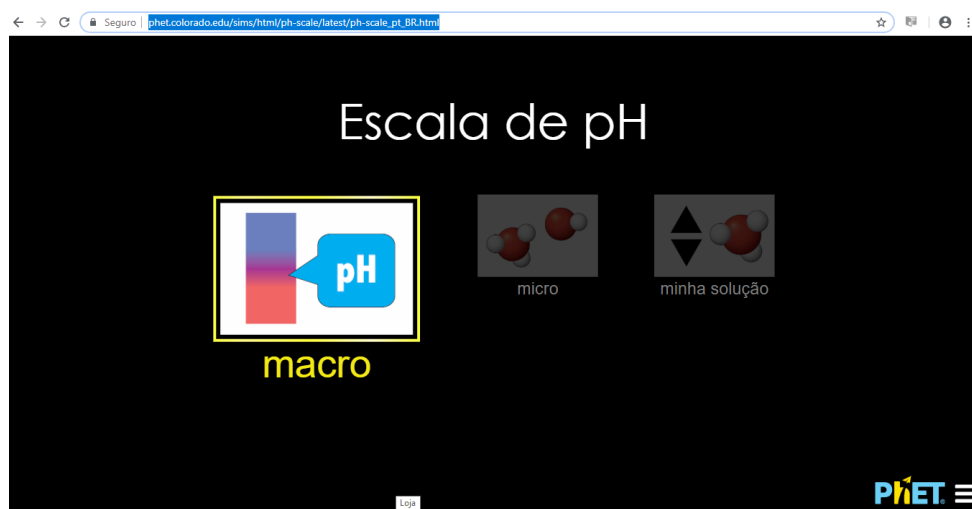 Seguro | phet.colorado.edu/sims/html/ph-scale/latest/ph-scale_pt_BR.html
Escala de pH
pH
macro
micro
minha solução
Loja
PhET